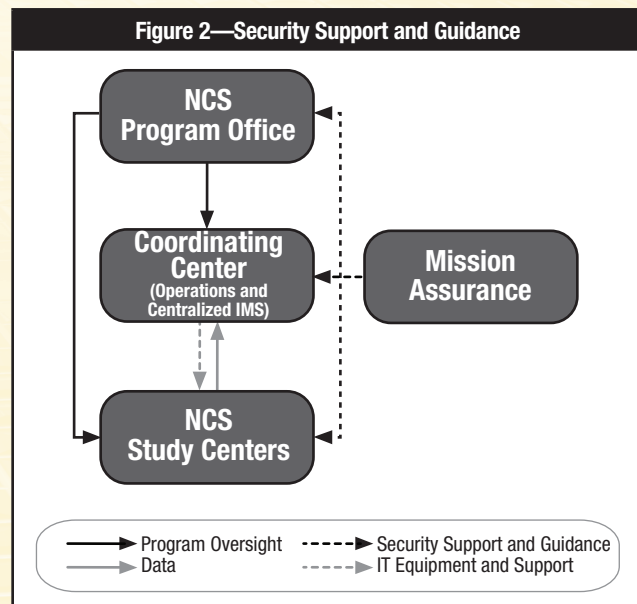 Figure 2—Security Support and Guidance
NCS
Program Office
Coordinating
Center
(Operations and
Centralized IMS)
Mission
Assurance
NCS
Study Centers
Program Oversight
Security Support and Guidance
Data
IT Equipment and Support